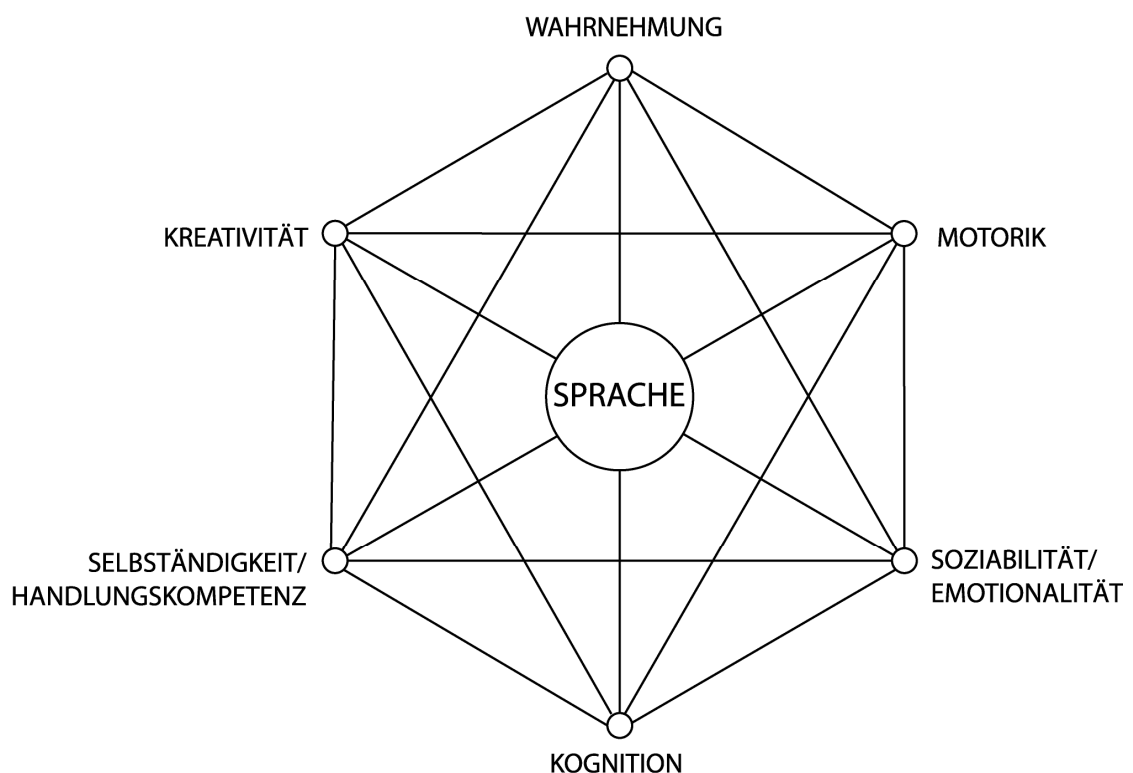 WAHRNEHMUNG
KREATIVITÄT
MOTORIK
SPRACHE
SELBSTÄNDIGKEIT/
HANDLUNGSKOMPETENZ
SOZIABILITÄT/
EMOTIONALITÄT
KOGNITION